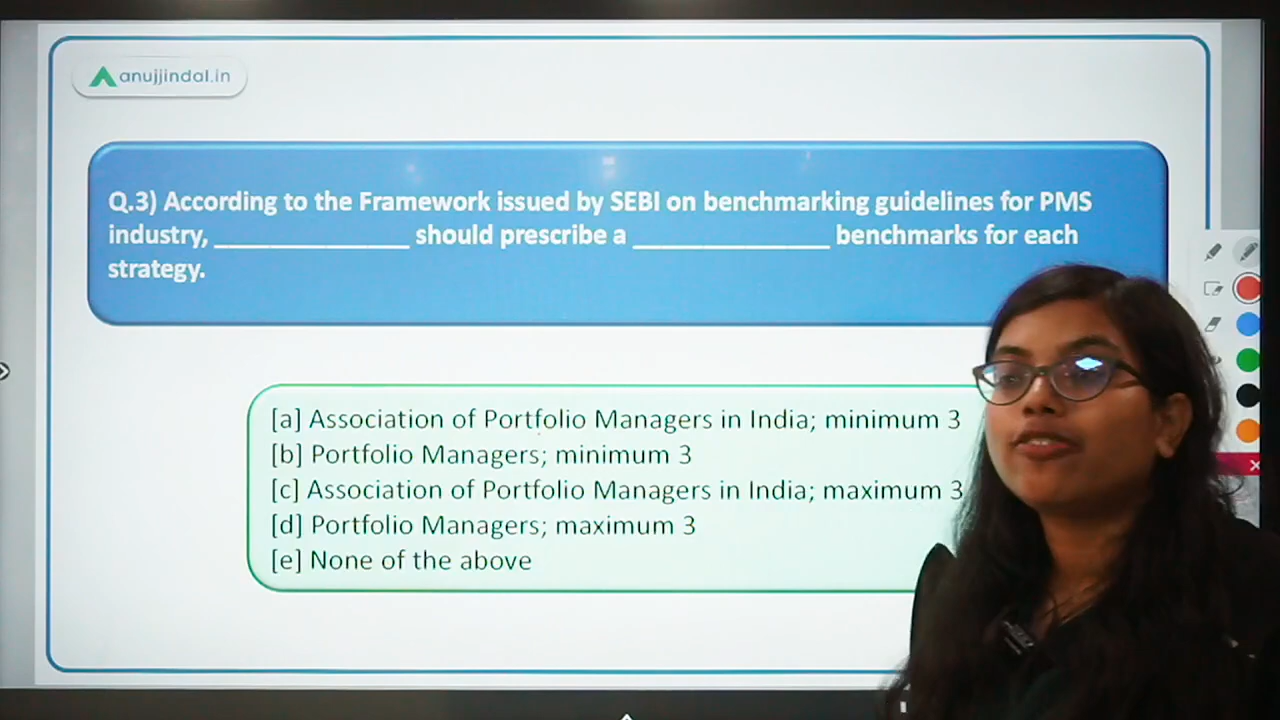 anujjindal.in
Q.3) According to the Framework issued by SEBI on benchmarking guidelines for PMS
industry, ______________ should prescribe a ______________ benchmarks for each
strategy.
[a] Association of Portfolio Managers in India; minimum 3
[b] Portfolio Managers; minimum 3
[c] Association of Portfolio Managers in India; maximum 3
[d] Portfolio Managers; maximum 3
[e] None of the above